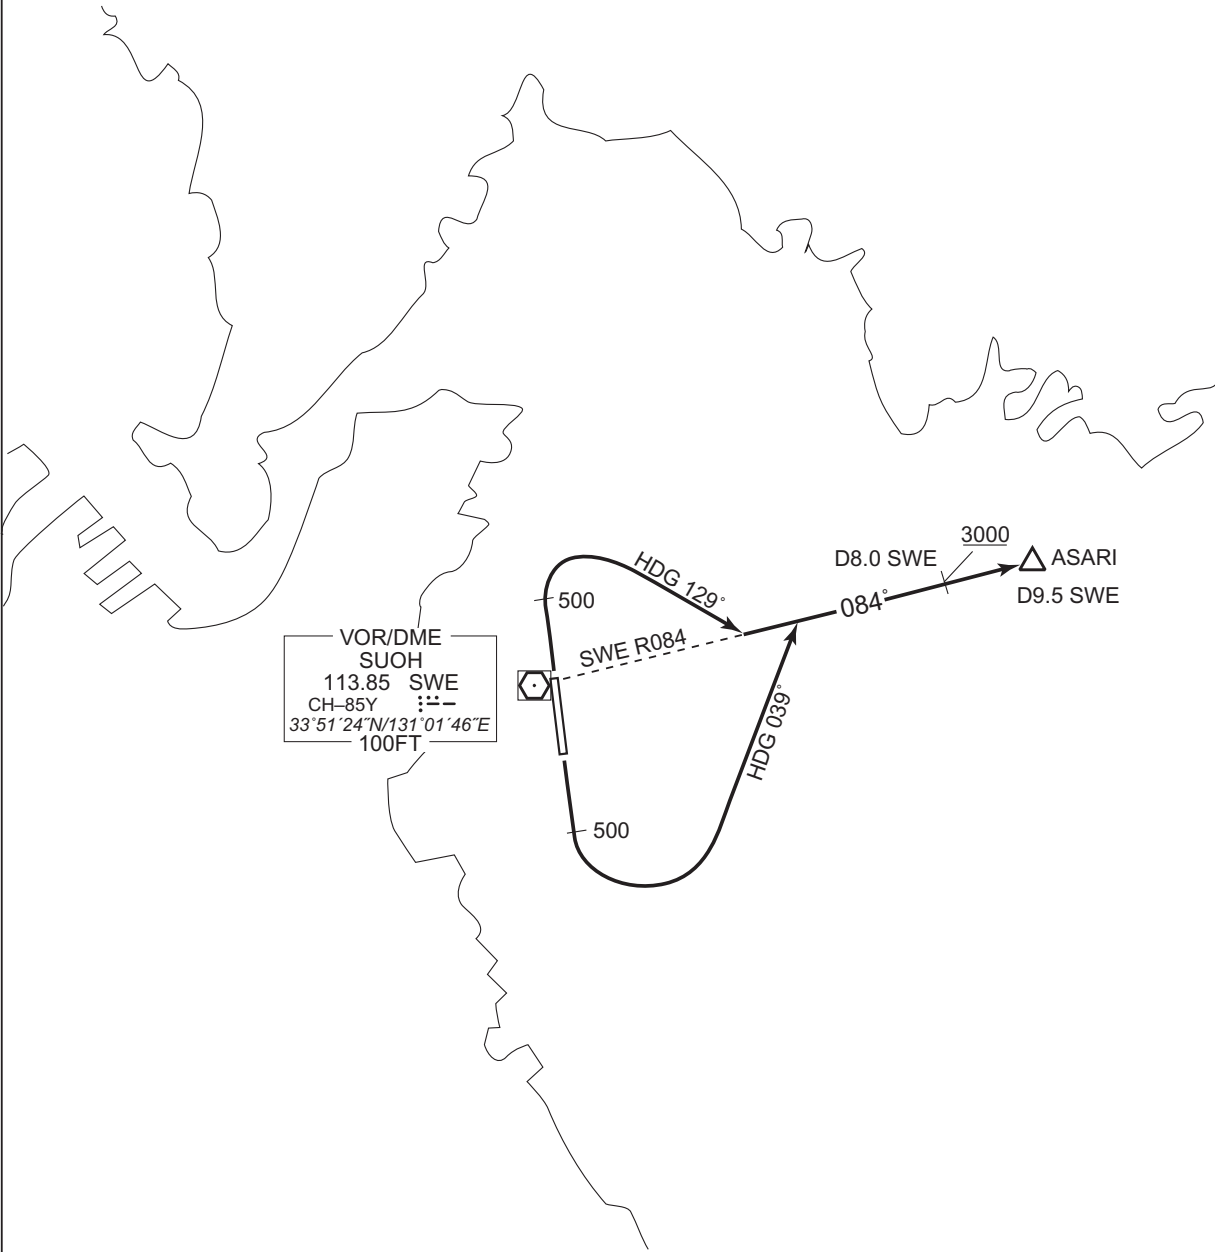 3000
D8.0 SWE
ASARI
D9.5 SWE
HDG 129°
500
084°
SWE R084
VOR/DME
SUOH
113.85 SWE
CH–85Y
33°51´24˝N/131°01´46˝E
100FT
HDG 039°
500